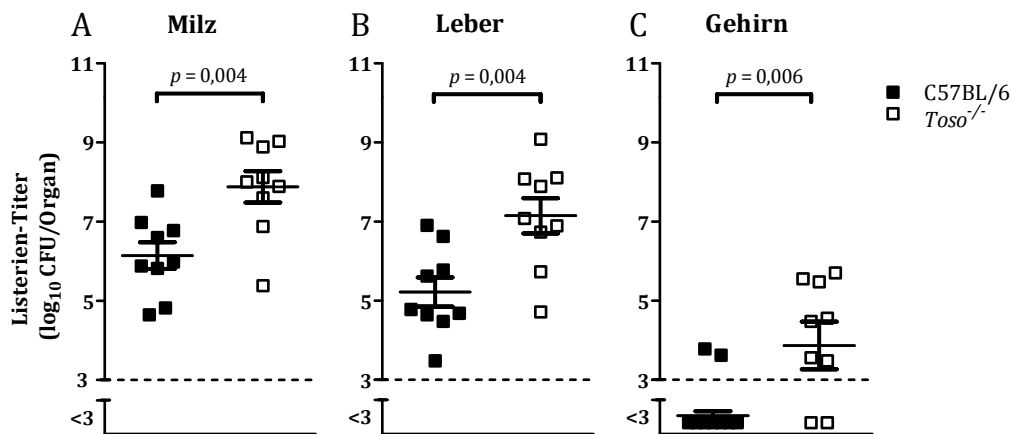 A Milz B Leber C Gehirn
11 11 11
p = 0,004 p = 0,004 p = 0,006
C57BL/6
Toso-/-
9 9 9
7 7 7
5 5 5
3 3 3
<3 <3 <3
Listerien-Titer
(log10 CFU/Organ)